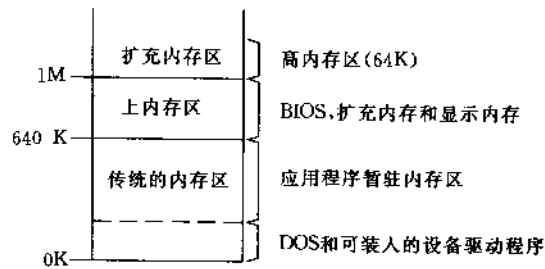 扩充内存区
高内存区(64K)
1M
上内存区
BIOS,扩充内存和显示内存
640 K
传统的内存区
应用程序暂驻内存区
DOS和可装人的设备驱动程序
0K